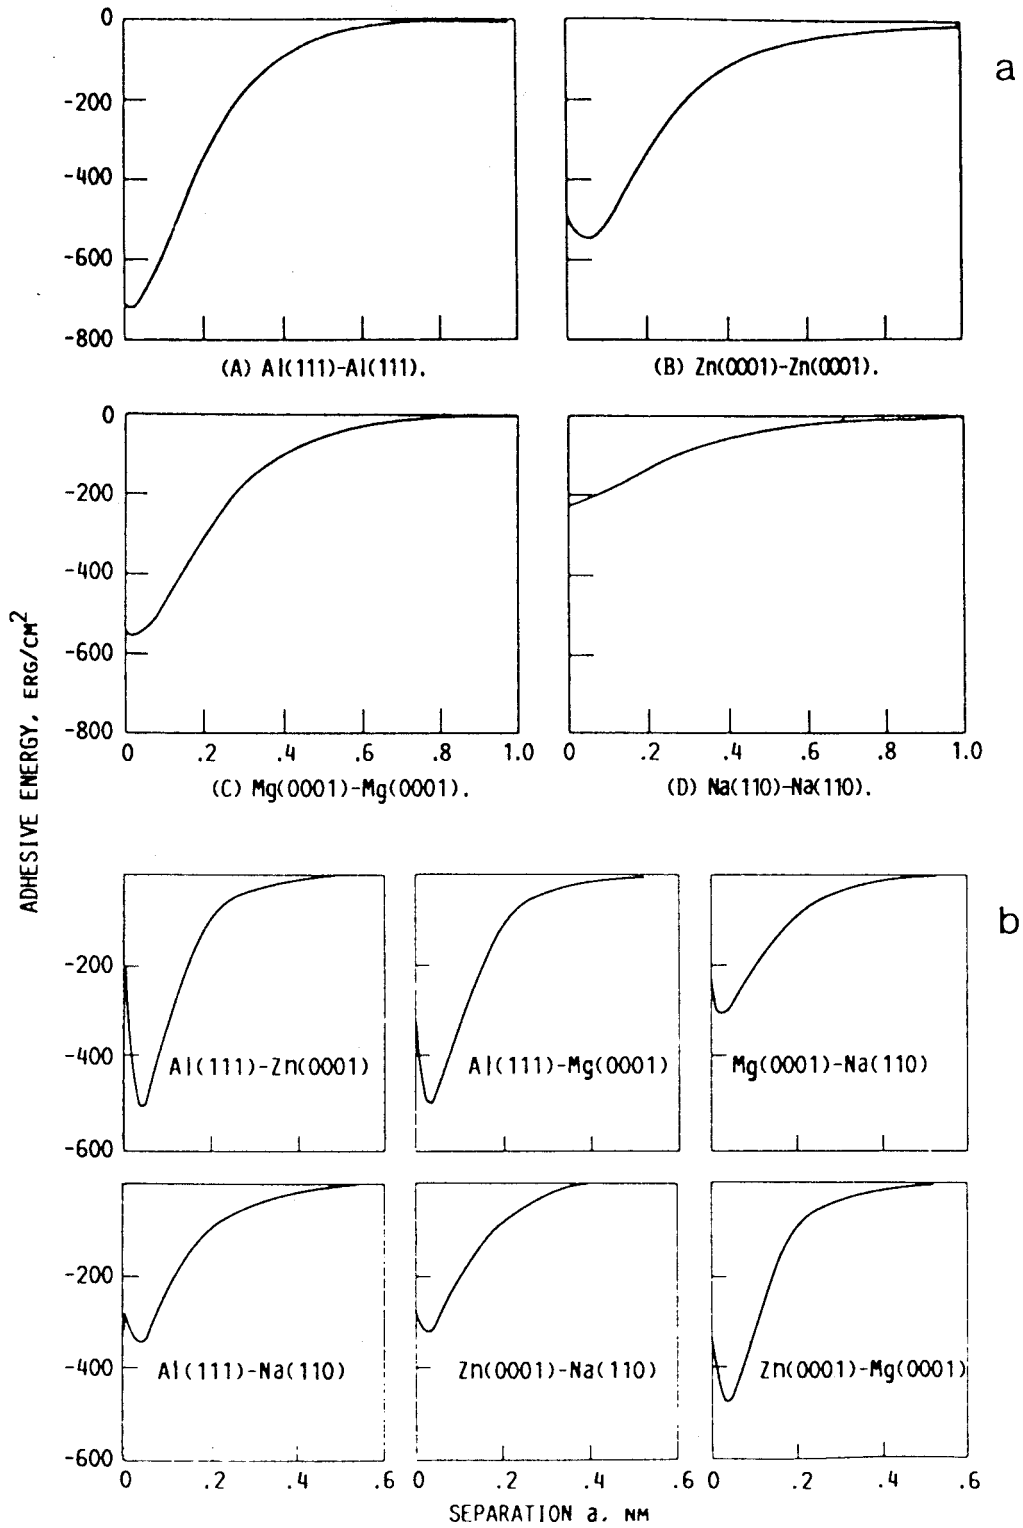 0
-200
-400
-600
-800
a
(A) Al(111)-Al(111).
(B) Zn(0001)-Zn(0001).
0
-200
-400
-600
-800
0 .2 .4 .6 .8 1.0
0 .2 .4 .6 .8 1.0
(C) Mg(0001)-Mg(0001).
(D) Na(110)-Na(110).
ADHESIVE ENERGY, ERG/CM²
b
-200
-400
-600
Al(111)-Zn(0001)
Al(111)-Mg(0001)
Mg(0001)-Na(110)
-200
-400
-600
Al(111)-Na(110)
Zn(0001)-Na(110)
Zn(0001)-Mg(0001)
0 .2 .4 .6
0 .2 .4 .6
0 .2 .4 .6
SEPARATION a, NM